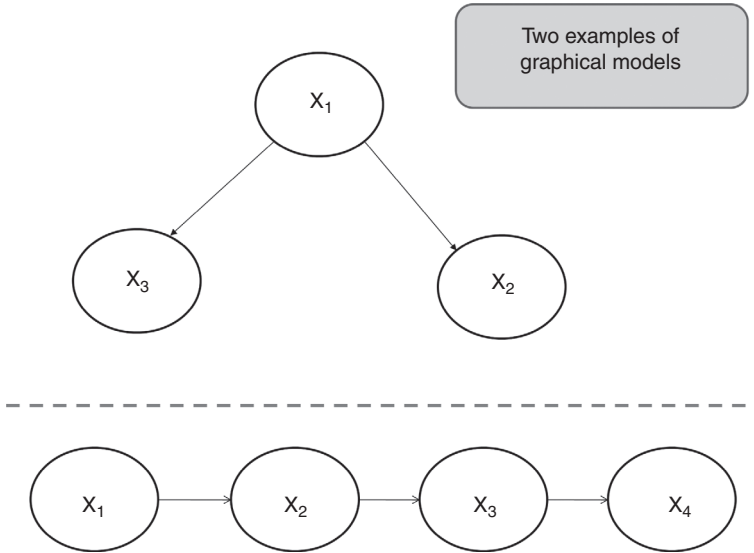 Two examples of
graphical models
X₁
X₃
X₂
X₁ X₂ X₃ X₄